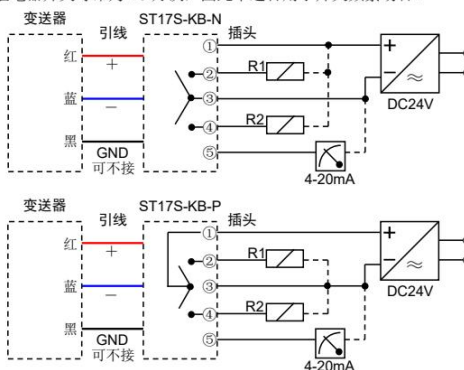 变送器
引线
ST17S-KB-N
插头
红
+
①
②
R1
蓝
−
③
④
R2
黑
GND
可不接
⑤
4-20mA
+
−
≈
DC24V
变送器
引线
ST17S-KB-P
插头
红
+
①
②
R1
蓝
−
③
④
R2
黑
GND
可不接
⑤
4-20mA
+
−
≈
DC24V